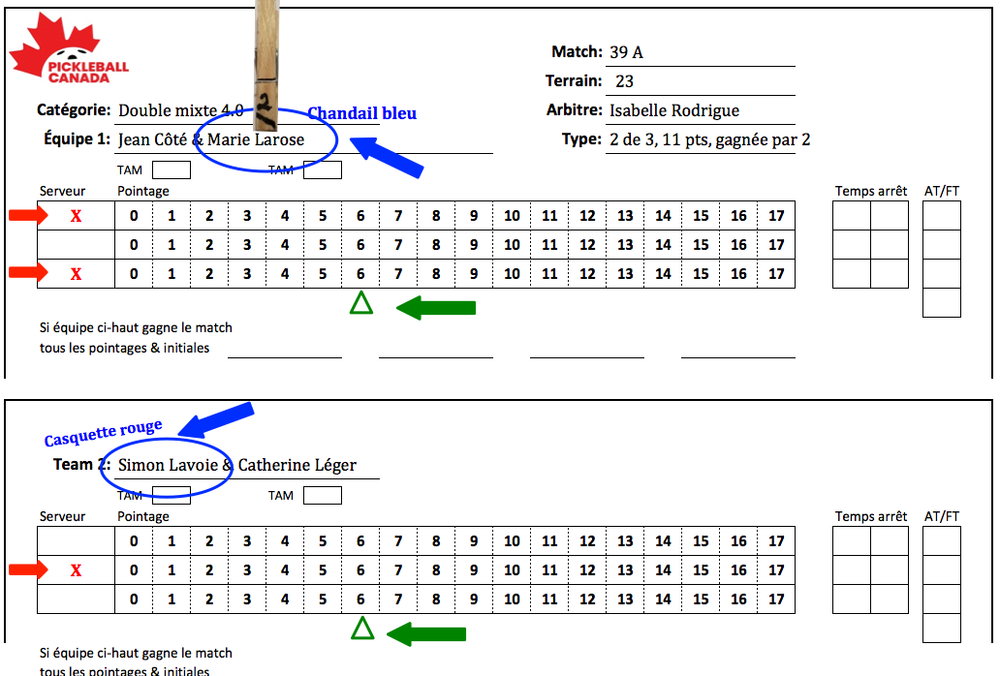 PICKLEBALL
CANADA
Match: 39 A
Terrain: 23
Catégorie: Double mixte 4.0
Arbitre: Isabelle Rodrigue
Chandail bleu
Équipe 1: Jean Côté & Marie Larose
Type: 2 de 3, 11 pts, gagnée par 2
TAM TAM
Serveur Pointage Temps arrêt AT/FT
X 0 1 2 3 4 5 6 7 8 9 10 11 12 13 14 15 16 17
0 1 2 3 4 5 6 7 8 9 10 11 12 13 14 15 16 17
X 0 1 2 3 4 5 6 7 8 9 10 11 12 13 14 15 16 17
Si équipe ci-haut gagne le match
tous les pointages & initiales
Casquette rouge
Team 2: Simon Lavoie & Catherine Léger
TAM TAM
Serveur Pointage Temps arrêt AT/FT
0 1 2 3 4 5 6 7 8 9 10 11 12 13 14 15 16 17
X 0 1 2 3 4 5 6 7 8 9 10 11 12 13 14 15 16 17
0 1 2 3 4 5 6 7 8 9 10 11 12 13 14 15 16 17
Si équipe ci-haut gagne le match
tous les pointages & initiales